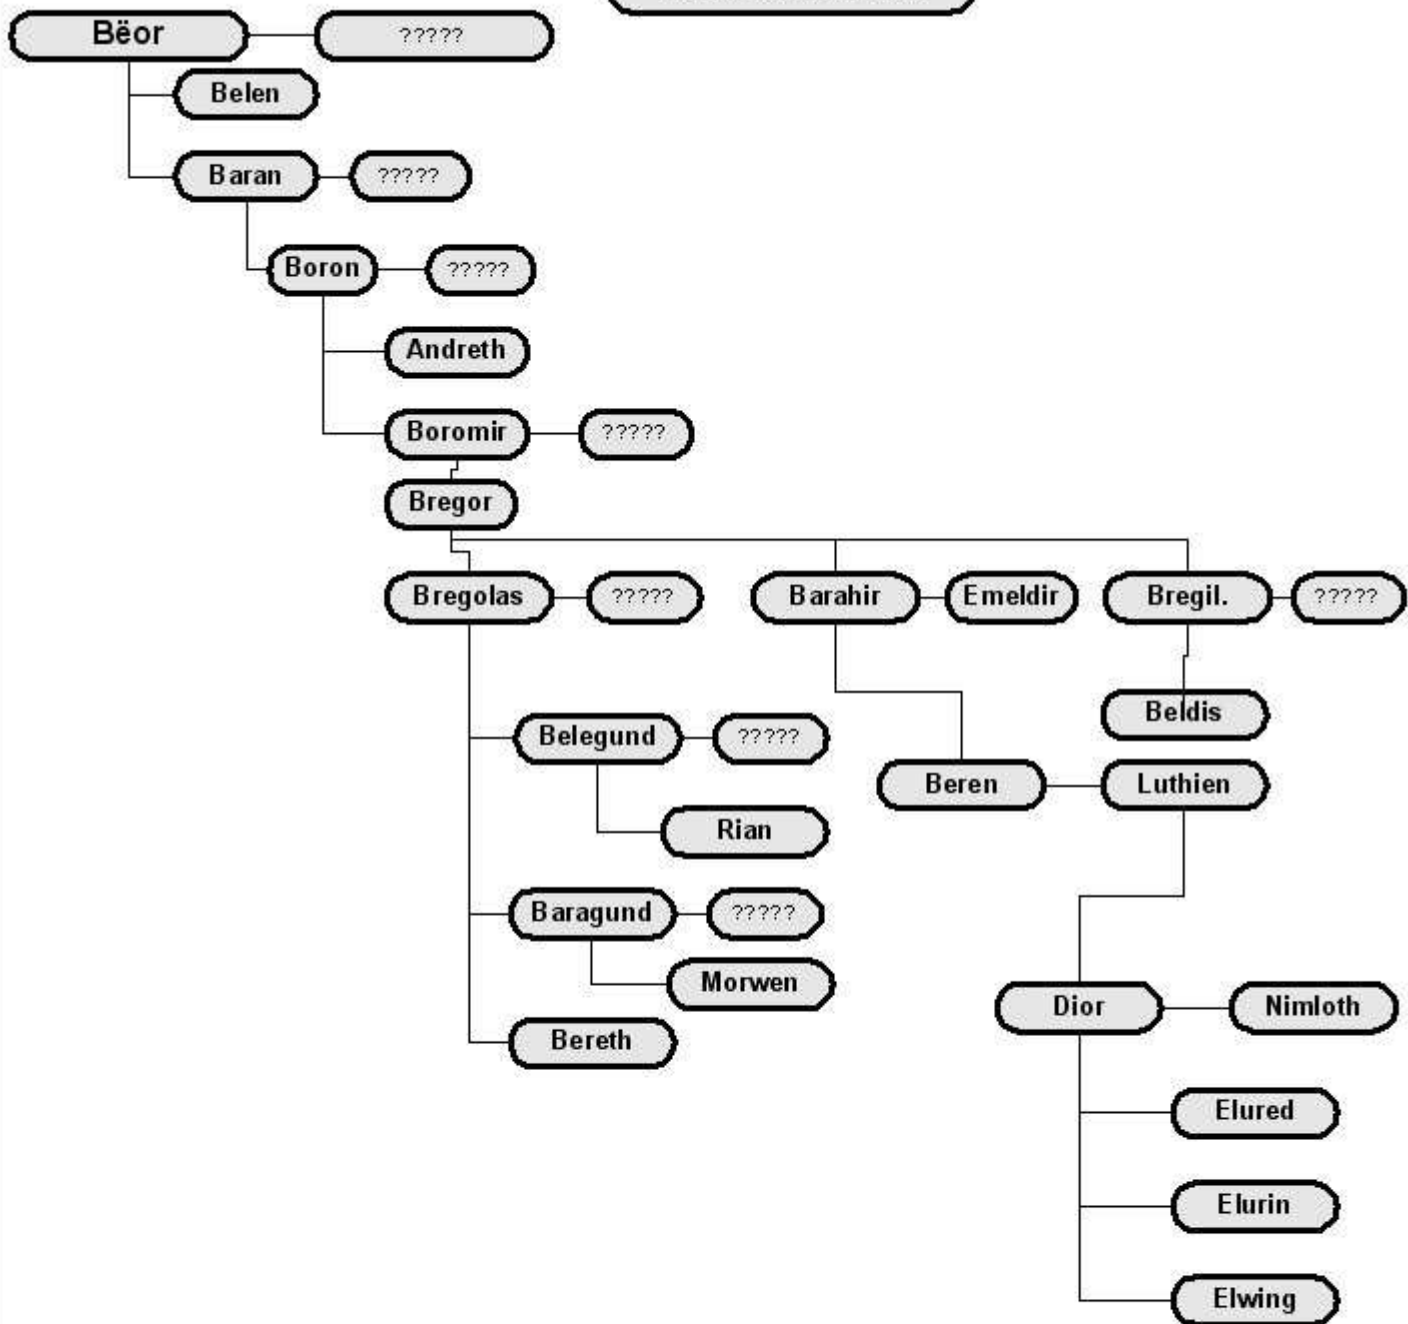 Bëor ?????
Belen
Baran ?????
Boron ?????
Andreth
Boromir ?????
Bregor
Bregolas ????? Barahir Emeldir Bregil. ?????
Beldis
Belegund ?????
Beren Luthien
Rian
Baragund ?????
Morwen
Dior Nimloth
Bereth
Elured
Elurin
Elwing